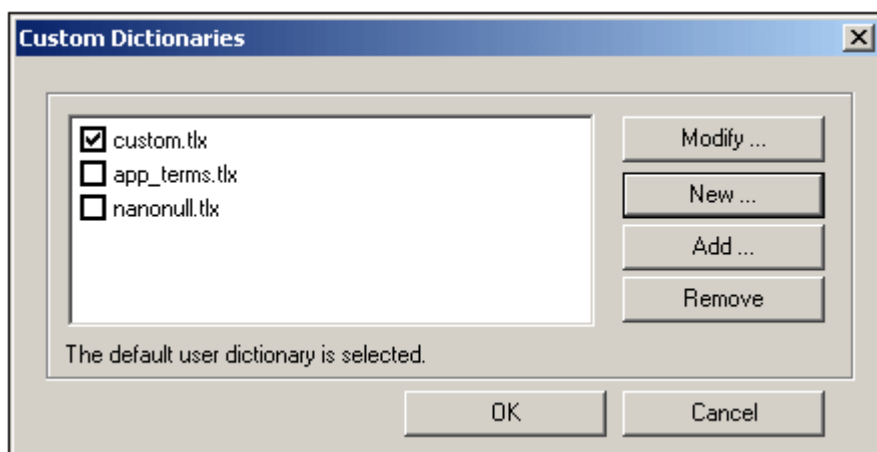 Custom Dictionaries
custom.tlx
app_terms.tlx
nanonull.tlx
Modify ...
New ...
Add ...
Remove
The default user dictionary is selected.
OK
Cancel